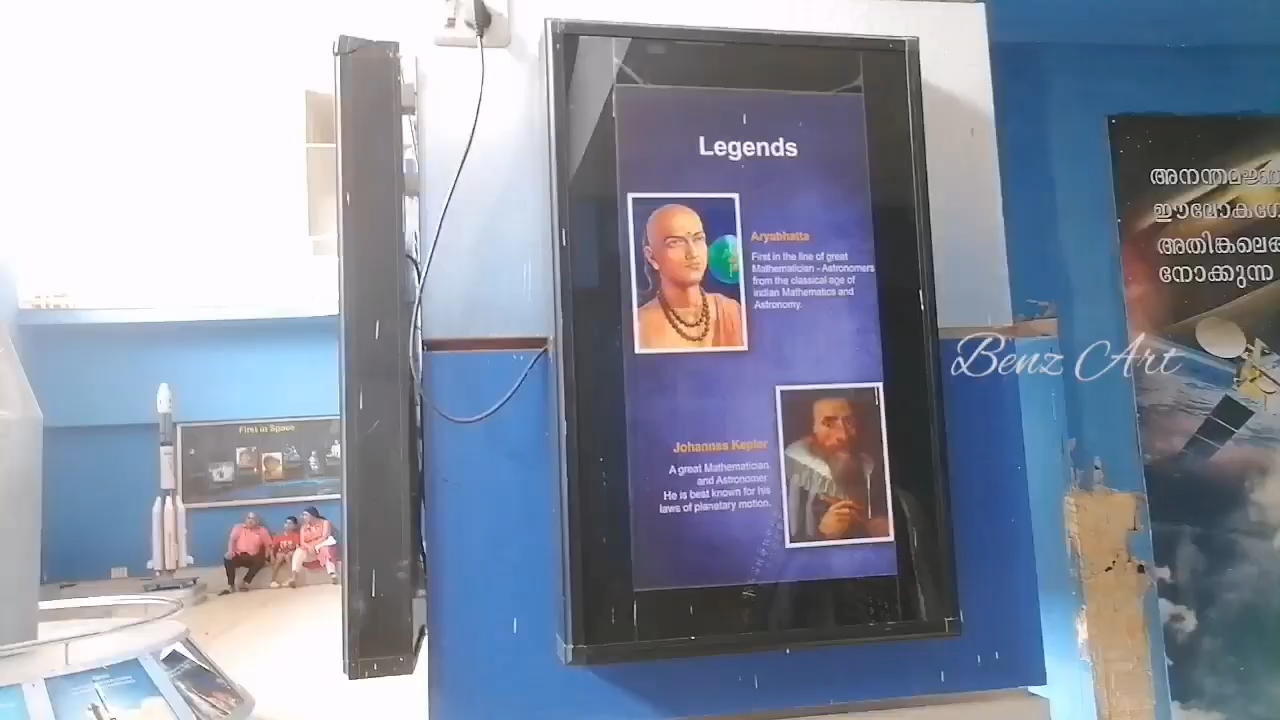 Legends
Aryabhatta
First in the line of great
Mathematician - Astronomers
from the classical age of
Indian Mathematics and
Astronomy.
Johannes Kepler
A great Mathematician
and Astronomer
He is best known for his
laws of planetary motion.
First in Space
അനന്തമജ്ഞാ
ഈലോകഗോ
അതിങ്കലെങ്
നോക്കുന്ന
Benz Art